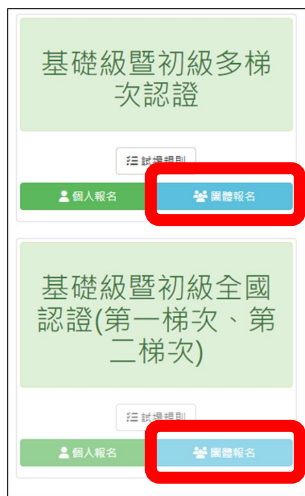 基礎級暨初級多梯
次認證
試場規則
個人報名
團體報名
基礎級暨初級全國
認證(第一梯次、第
二梯次)
試場規則
個人報名
團體報名